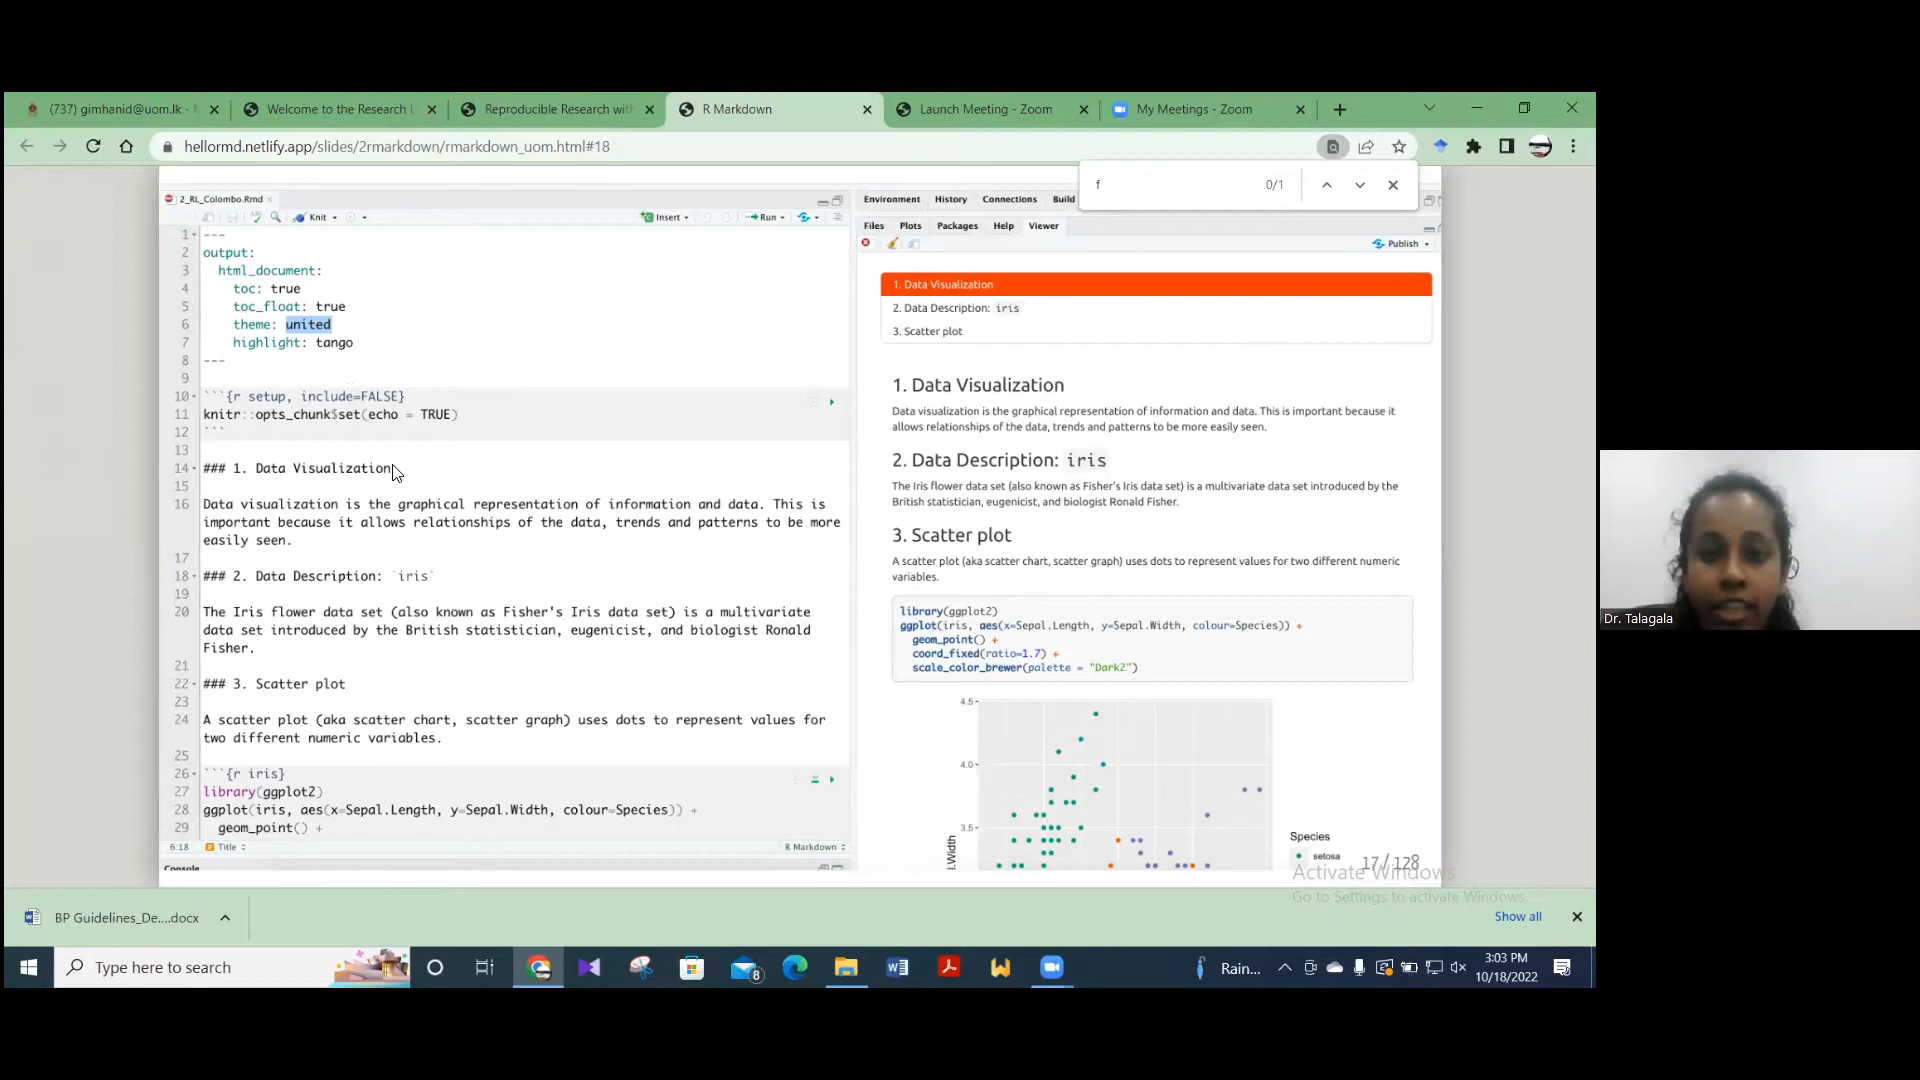 (737) gimhanid@uom.lk -
Welcome to the Research L
Reproducible Research with
R Markdown
Launch Meeting - Zoom
My Meetings - Zoom
hellormd.netlify.app/slides/2rmarkdown/rmarkdown_uom.html#18
f 0/1
2_RL_Colombo.Rmd
Knit
Insert
Run
1 ---
2 output:
3 html_document:
4 toc: true
5 toc_float: true
6 theme: united
7 highlight: tango
8 ---
9
10 ```{r setup, include=FALSE}
11 knitr::opts_chunk$set(echo = TRUE)
12 ```
13
14 ### 1. Data Visualization
15
16 Data visualization is the graphical representation of information and data. This is
important because it allows relationships of the data, trends and patterns to be more
easily seen.
17
18 ### 2. Data Description: `iris`
19
20 The Iris flower data set (also known as Fisher's Iris data set) is a multivariate
data set introduced by the British statistician, eugenicist, and biologist Ronald
Fisher.
21
22 ### 3. Scatter plot
23
24 A scatter plot (aka scatter chart, scatter graph) uses dots to represent values for
two different numeric variables.
25
26 ```{r iris}
27 library(ggplot2)
28 ggplot(iris, aes(x=Sepal.Length, y=Sepal.Width, colour=Species)) +
29 geom_point() +
6:18 Title R Markdown
Console
Environment History Connections Build
Files Plots Packages Help Viewer
Publish
1. Data Visualization
2. Data Description: iris
3. Scatter plot
1. Data Visualization
Data visualization is the graphical representation of information and data. This is important because it
allows relationships of the data, trends and patterns to be more easily seen.
2. Data Description: iris
The Iris flower data set (also known as Fisher's Iris data set) is a multivariate data set introduced by the
British statistician, eugenicist, and biologist Ronald Fisher.
3. Scatter plot
A scatter plot (aka scatter chart, scatter graph) uses dots to represent values for two different numeric
variables.
library(ggplot2)
ggplot(iris, aes(x=Sepal.Length, y=Sepal.Width, colour=Species)) +
geom_point() +
coord_fixed(ratio=1.7) +
scale_color_brewer(palette = "Dark2")
4.5
4.0
3.5
.Width
Species
setosa
17 / 128
Activate Windows
Go to Settings to activate Windows.
Dr. Talagala
BP Guidelines_De....docx
Show all
Type here to search
8
Rain...
3:03 PM
10/18/2022